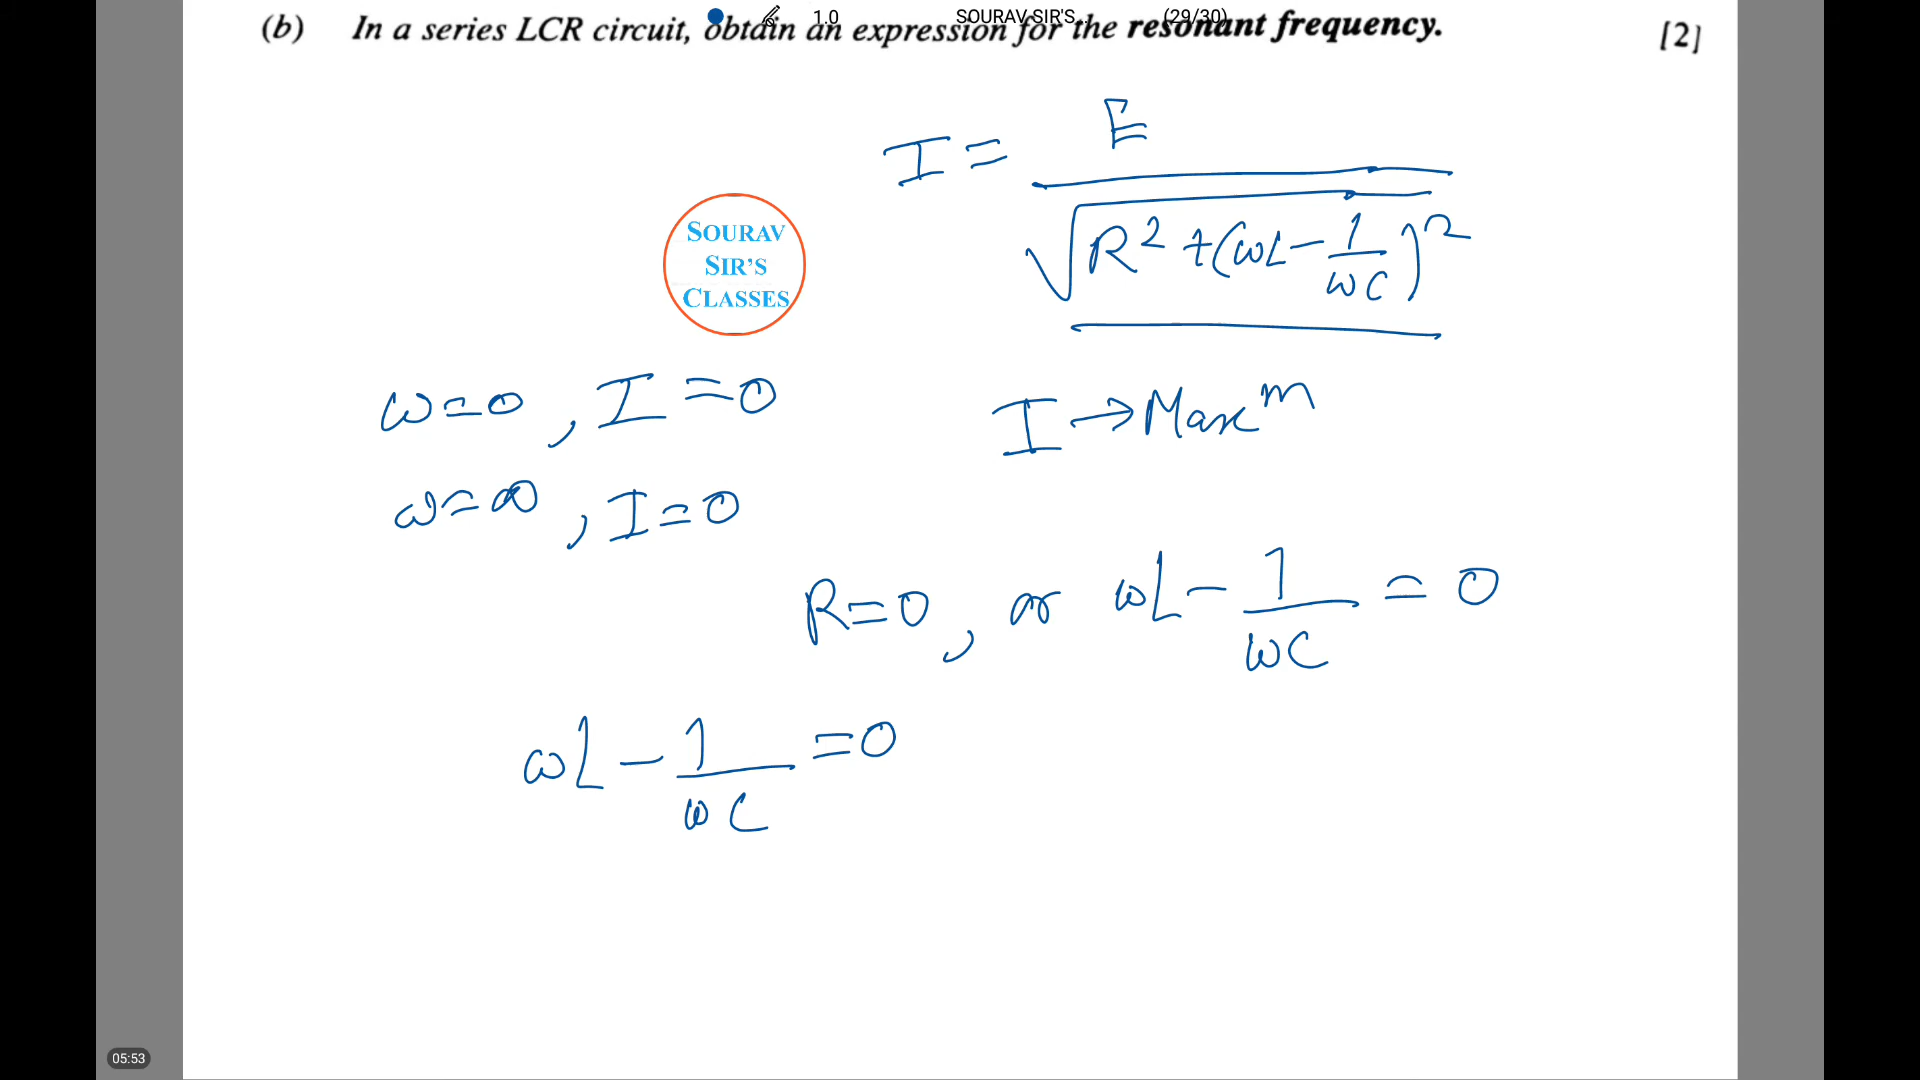 1.0 SOURAV SIR'S... (29/30)
(b) In a series LCR circuit, obtain an expression for the resonant frequency. [2]
I = E / √(R² + (ωL - 1/ωC)²)
SOURAV
SIR'S
CLASSES
ω=0, I=0
I → Maxᵐ
ω=∞, I=0
R=0, or ωL - 1/ωC = 0
ωL - 1/ωC = 0
05:53